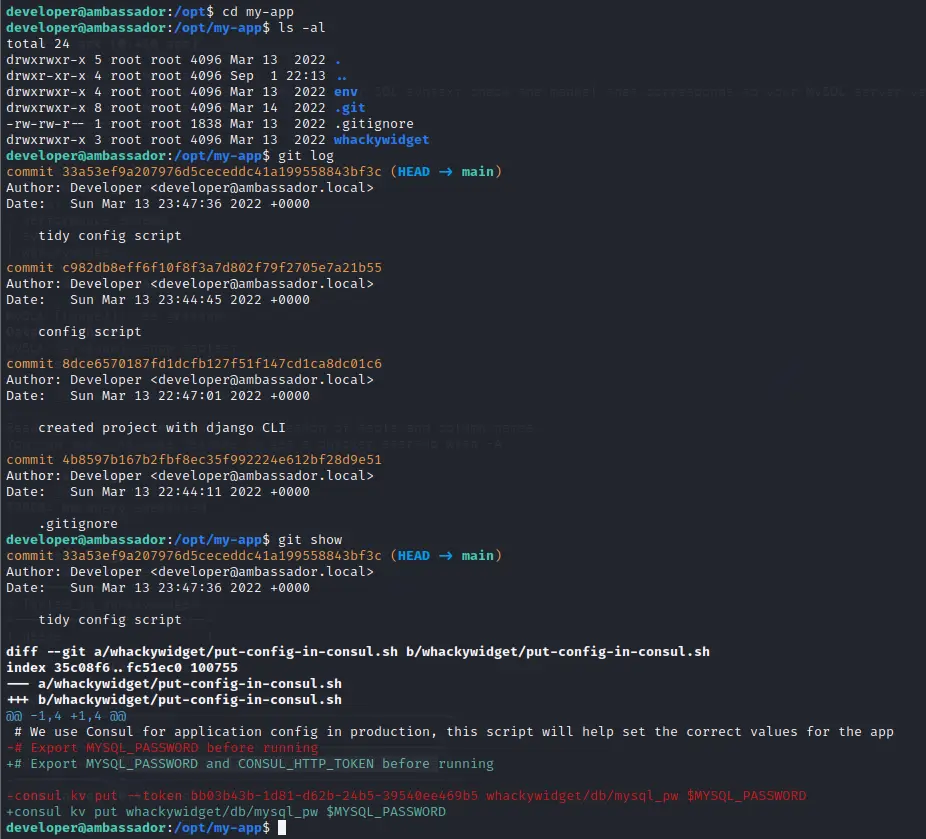 developer@ambassador:/opt$ cd my-app
developer@ambassador:/opt/my-app$ ls -al
total 24
drwxrwxr-x 5 root root 4096 Mar 13  2022 .
drwxr-xr-x 4 root root 4096 Sep  1 22:13 ..
drwxrwxr-x 4 root root 4096 Mar 13  2022 env
drwxrwxr-x 8 root root 4096 Mar 14  2022 .git
-rw-rw-r-- 1 root root 1838 Mar 13  2022 .gitignore
drwxrwxr-x 3 root root 4096 Mar 13  2022 whackywidget
developer@ambassador:/opt/my-app$ git log
commit 33a53ef9a207976d5ceceddc41a199558843bf3c (HEAD -> main)
Author: Developer <developer@ambassador.local>
Date:   Sun Mar 13 23:47:36 2022 +0000
    tidy config script
commit c982db8eff6f10f8f3a7d802f79f2705e7a21b55
Author: Developer <developer@ambassador.local>
Date:   Sun Mar 13 23:44:45 2022 +0000
    config script
commit 8dce6570187fd1dcfb127f51f147cd1ca8dc01c6
Author: Developer <developer@ambassador.local>
Date:   Sun Mar 13 22:47:01 2022 +0000
    created project with django CLI
commit 4b8597b167b2fbf8ec35f992224e612bf28d9e51
Author: Developer <developer@ambassador.local>
Date:   Sun Mar 13 22:44:11 2022 +0000
    .gitignore
developer@ambassador:/opt/my-app$ git show
commit 33a53ef9a207976d5ceceddc41a199558843bf3c (HEAD -> main)
Author: Developer <developer@ambassador.local>
Date:   Sun Mar 13 23:47:36 2022 +0000
    tidy config script
diff --git a/whackywidget/put-config-in-consul.sh b/whackywidget/put-config-in-consul.sh
index 35c08f6..fc51ec0 100755
--- a/whackywidget/put-config-in-consul.sh
+++ b/whackywidget/put-config-in-consul.sh
@@ -1,4 +1,4 @@
 # We use Consul for application config in production, this script will help set the correct values for the app
-# Export MYSQL_PASSWORD before running
+# Export MYSQL_PASSWORD and CONSUL_HTTP_TOKEN before running
-consul kv put --token bb03b43b-1d81-d62b-24b5-39540ee469b5 whackywidget/db/mysql_pw $MYSQL_PASSWORD
+consul kv put whackywidget/db/mysql_pw $MYSQL_PASSWORD
developer@ambassador:/opt/my-app$